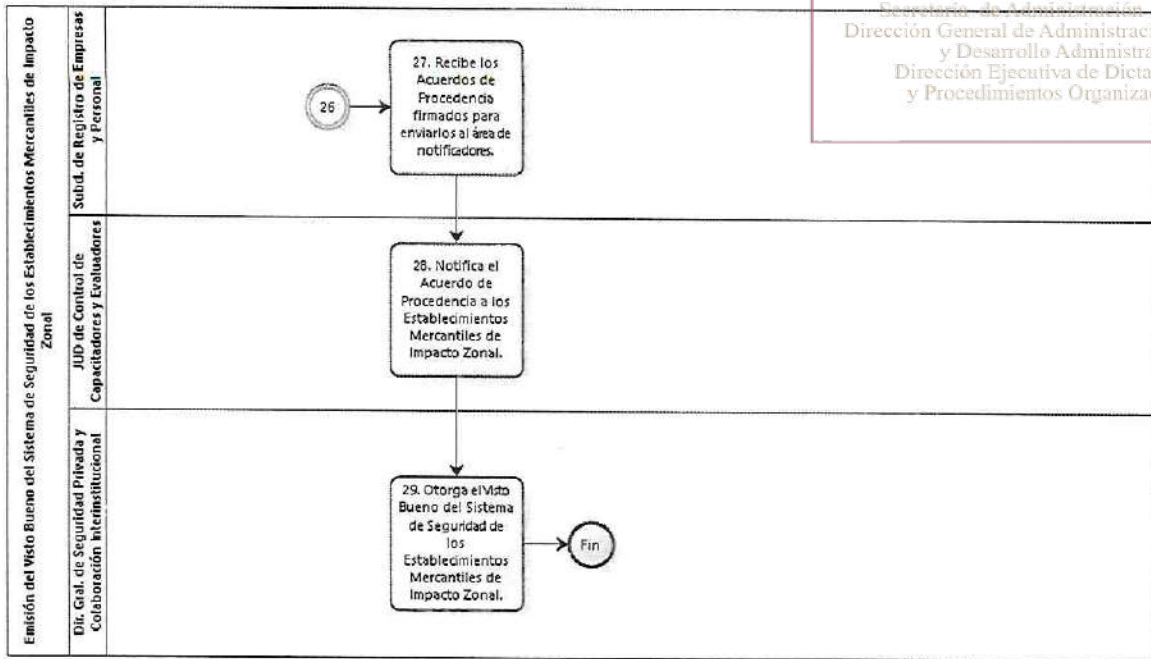 Secretaría de Administración
Dirección General de Administraci
y Desarrollo Administra
Dirección Ejecutiva de Dicta
y Procedimientos Organiza
Emisión del Visto Bueno del Sistema de Seguridad de los Establecimientos Mercantiles de Impacto
Zonal
Subd. de Registro de Empresas
y Personal
26
27. Recibe los
Acuerdos de
Procedencia
firmados para
enviarlos al área de
notificadores.
JUD de Control de
Capacitadores y Evaluadores
28. Notifica el
Acuerdo de
Procedencia a los
Establecimientos
Mercantiles de
Impacto Zonal.
Dir. Gral. de Seguridad Privada y
Colaboración Interinstitucional
29. Otorga el Visto
Bueno del Sistema
de Seguridad de
los
Establecimientos
Mercantiles de
Impacto Zonal.
Fin